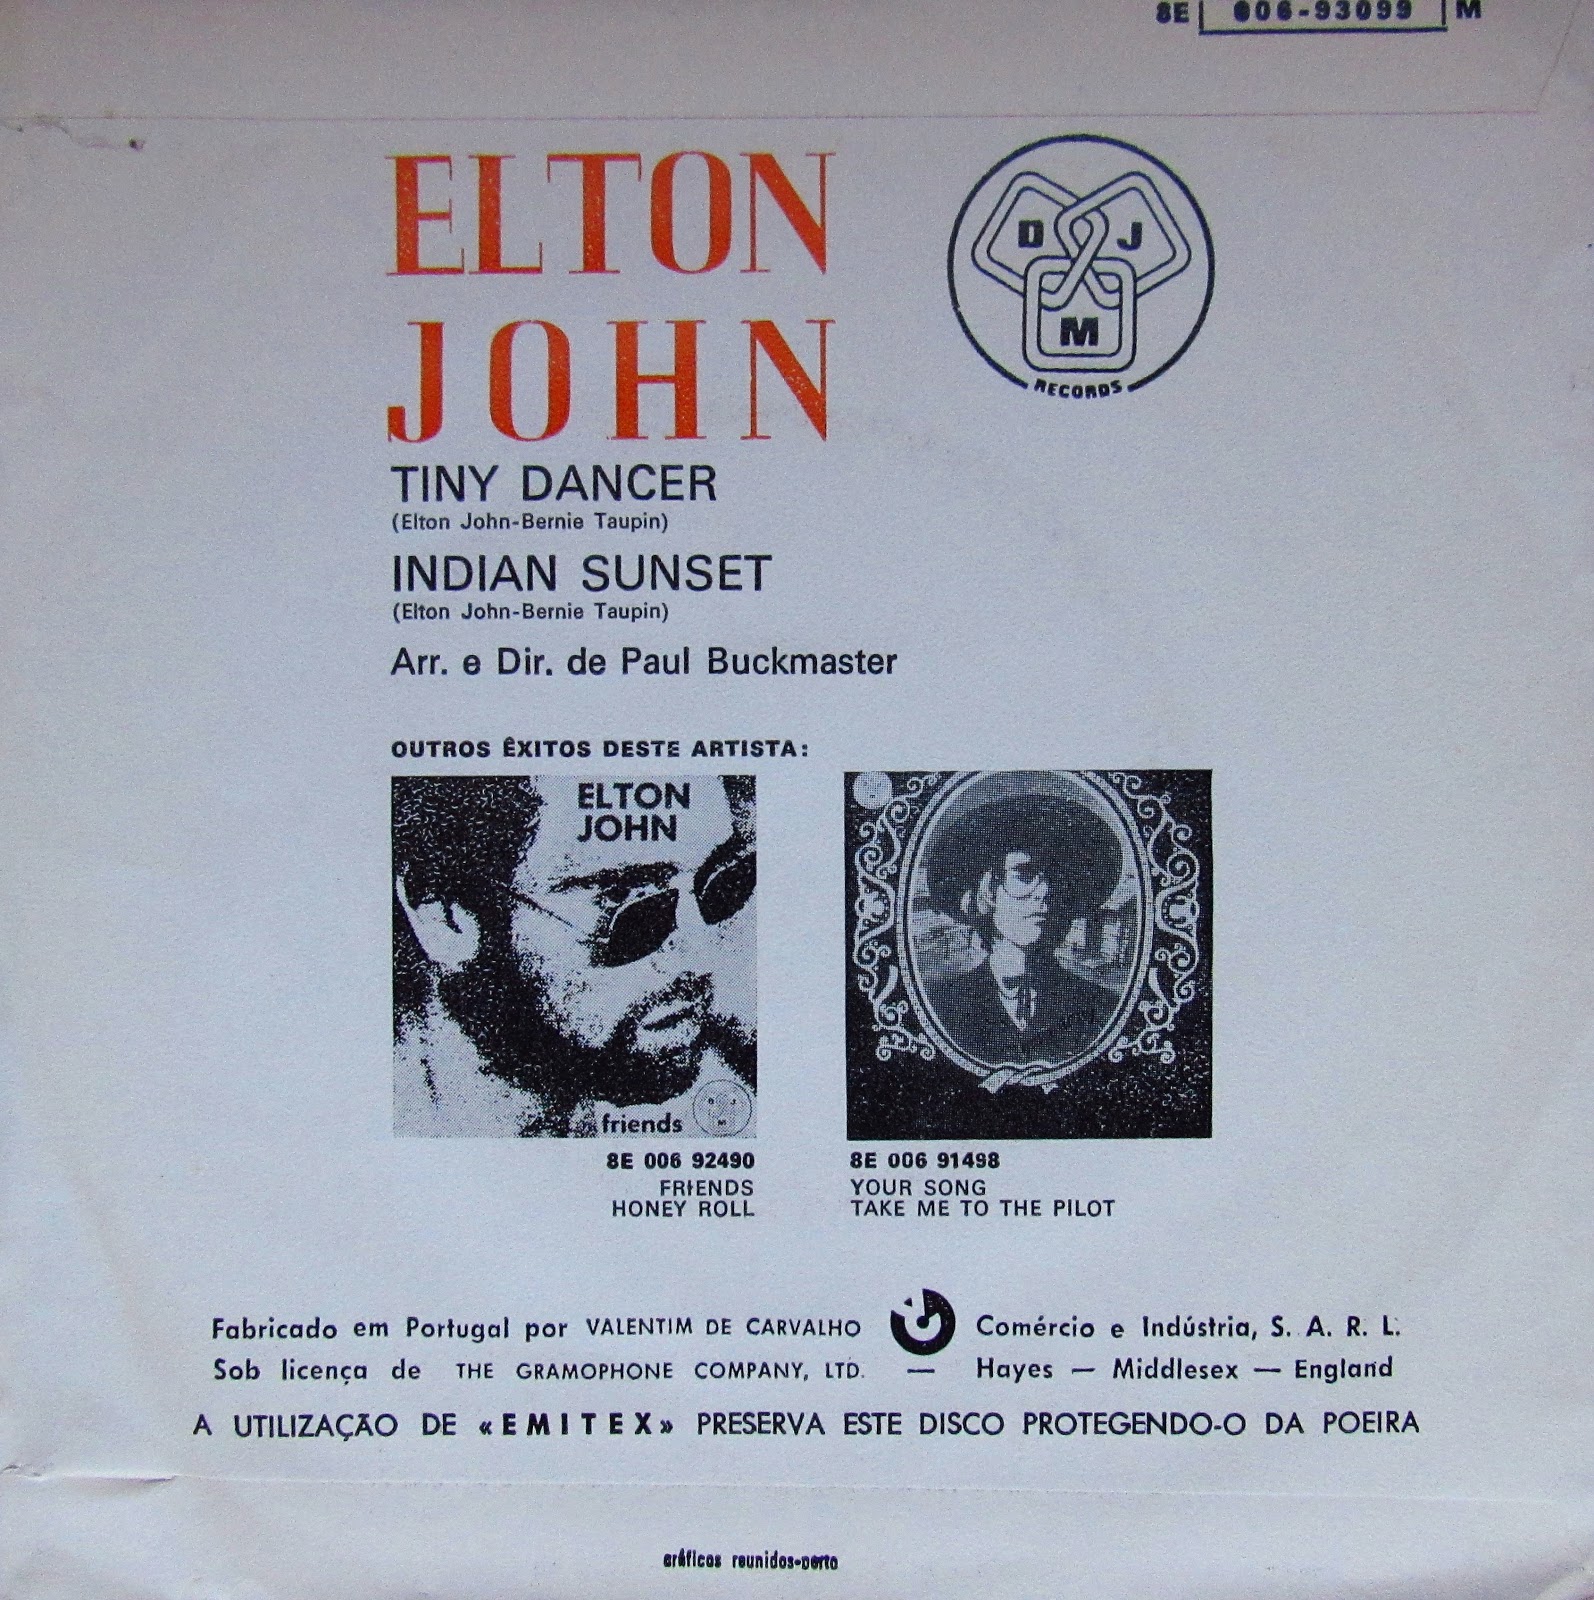 8E 006-93099 M
ELTON
JOHN
D J
M
RECORDS
TINY DANCER
(Elton John-Bernie Taupin)
INDIAN SUNSET
(Elton John-Bernie Taupin)
Arr. e Dir. de Paul Buckmaster
OUTROS ÊXITOS DESTE ARTISTA:
ELTON
JOHN
friends
D J
M
8E 006 92490
FRIENDS
HONEY ROLL
8E 006 91498
YOUR SONG
TAKE ME TO THE PILOT
Fabricado em Portugal por VALENTIM DE CARVALHO Comércio e Indústria, S. A. R. L.
Sob licença de THE GRAMOPHONE COMPANY, LTD. — Hayes — Middlesex — England
A UTILIZAÇÃO DE «EMITEX» PRESERVA ESTE DISCO PROTEGENDO-O DA POEIRA
gráficos reunidos-porto